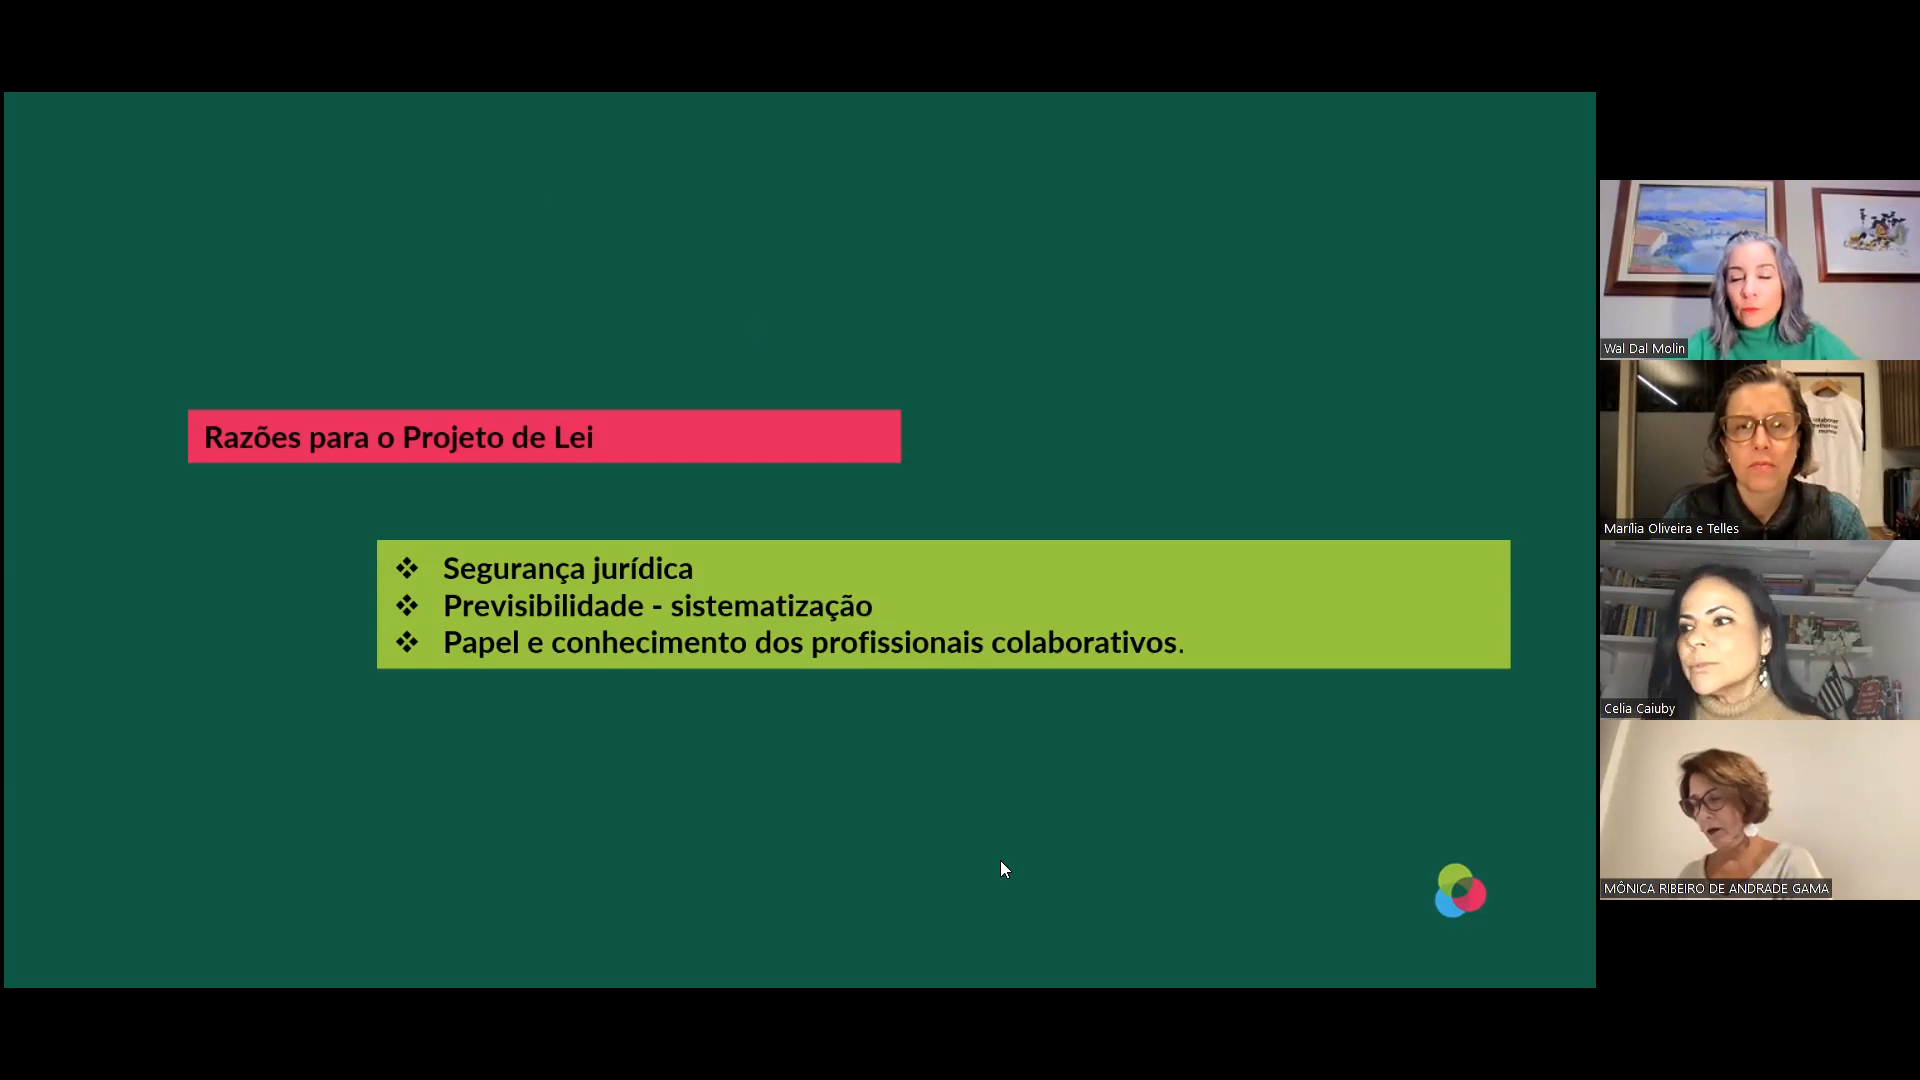 Razões para o Projeto de Lei
❖ Segurança jurídica
❖ Previsibilidade - sistematização
❖ Papel e conhecimento dos profissionais colaborativos.
Wal Dal Molin
Marília Oliveira e Telles
Celia Caiuby
MÔNICA RIBEIRO DE ANDRADE GAMA